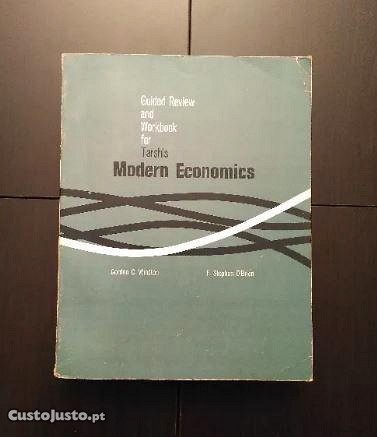 Guided Review
and
Workbook
for
Tarshis
Modern Economics
Gordon C. Winston
F. Stephen O'Brien
CustoJusto.pt